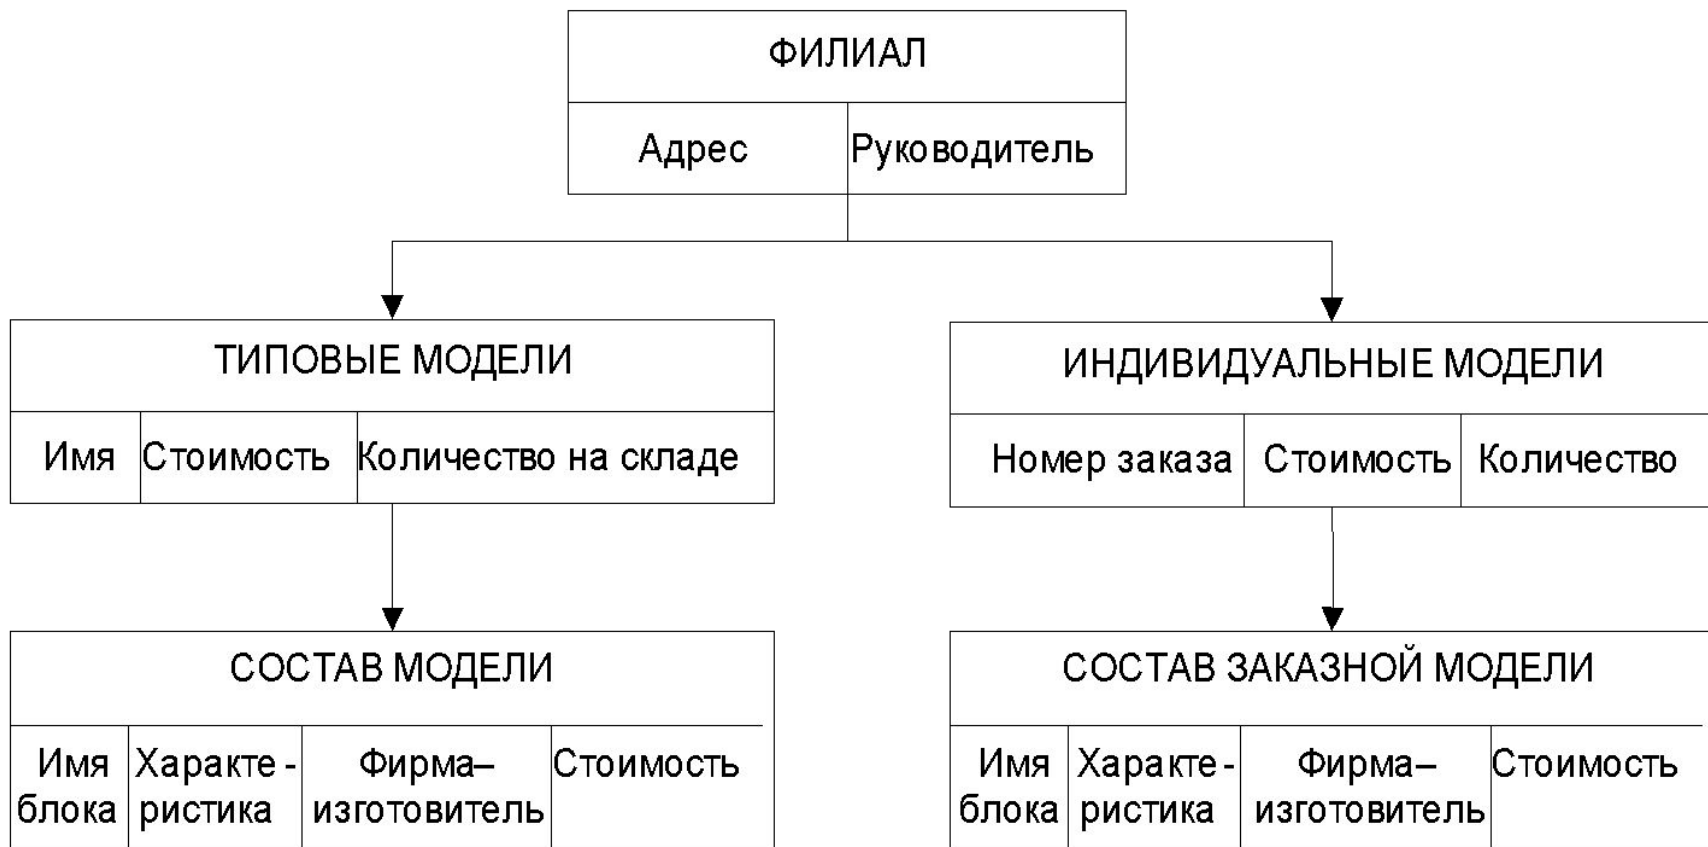 ФИЛИАЛ
Адрес Руководитель
ТИПОВЫЕ МОДЕЛИ
Имя Стоимость Количество на складе
ИНДИВИДУАЛЬНЫЕ МОДЕЛИ
Номер заказа Стоимость Количество
СОСТАВ МОДЕЛИ
Имя Характе- Фирма– Стоимость
блока ристика изготовитель
СОСТАВ ЗАКАЗНОЙ МОДЕЛИ
Имя Характе- Фирма– Стоимость
блока ристика изготовитель